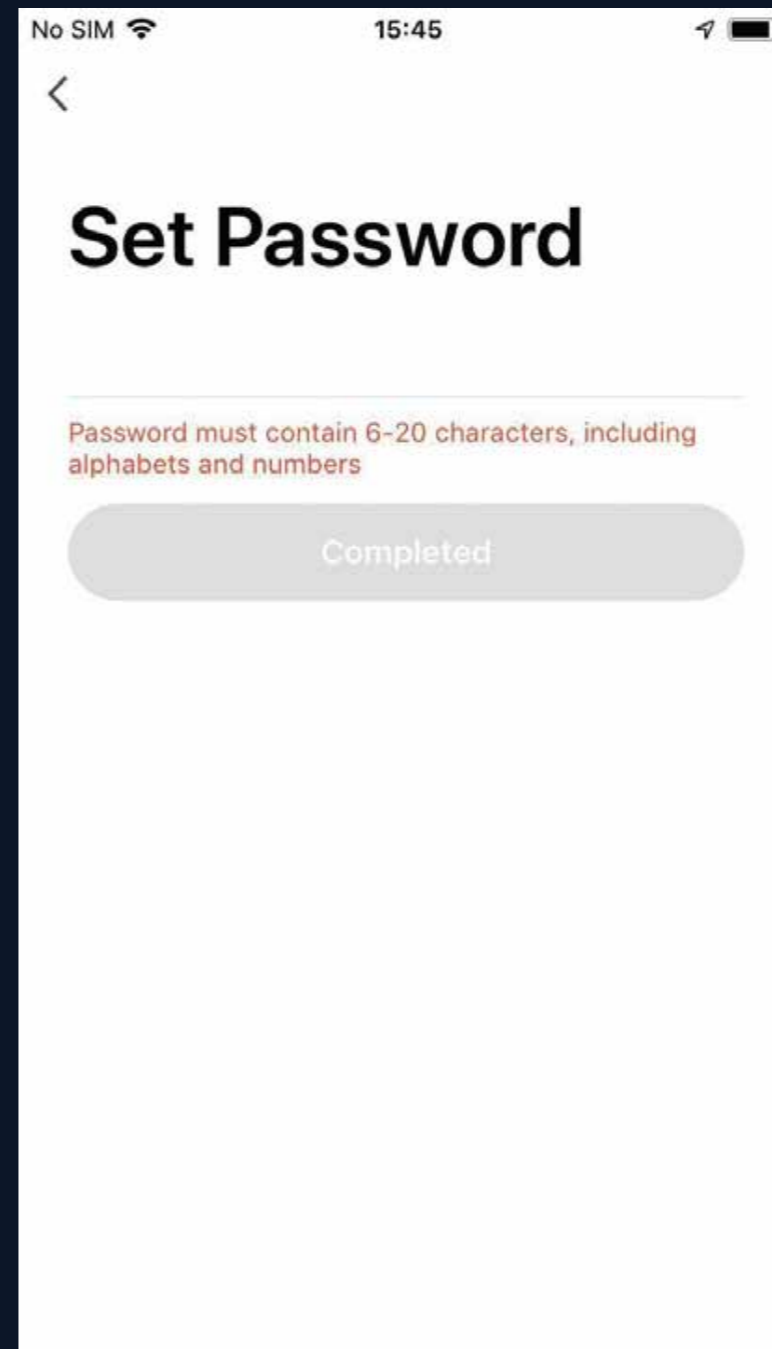 No SIM 15:45
Set Password
Password must contain 6-20 characters, including
alphabets and numbers
Completed